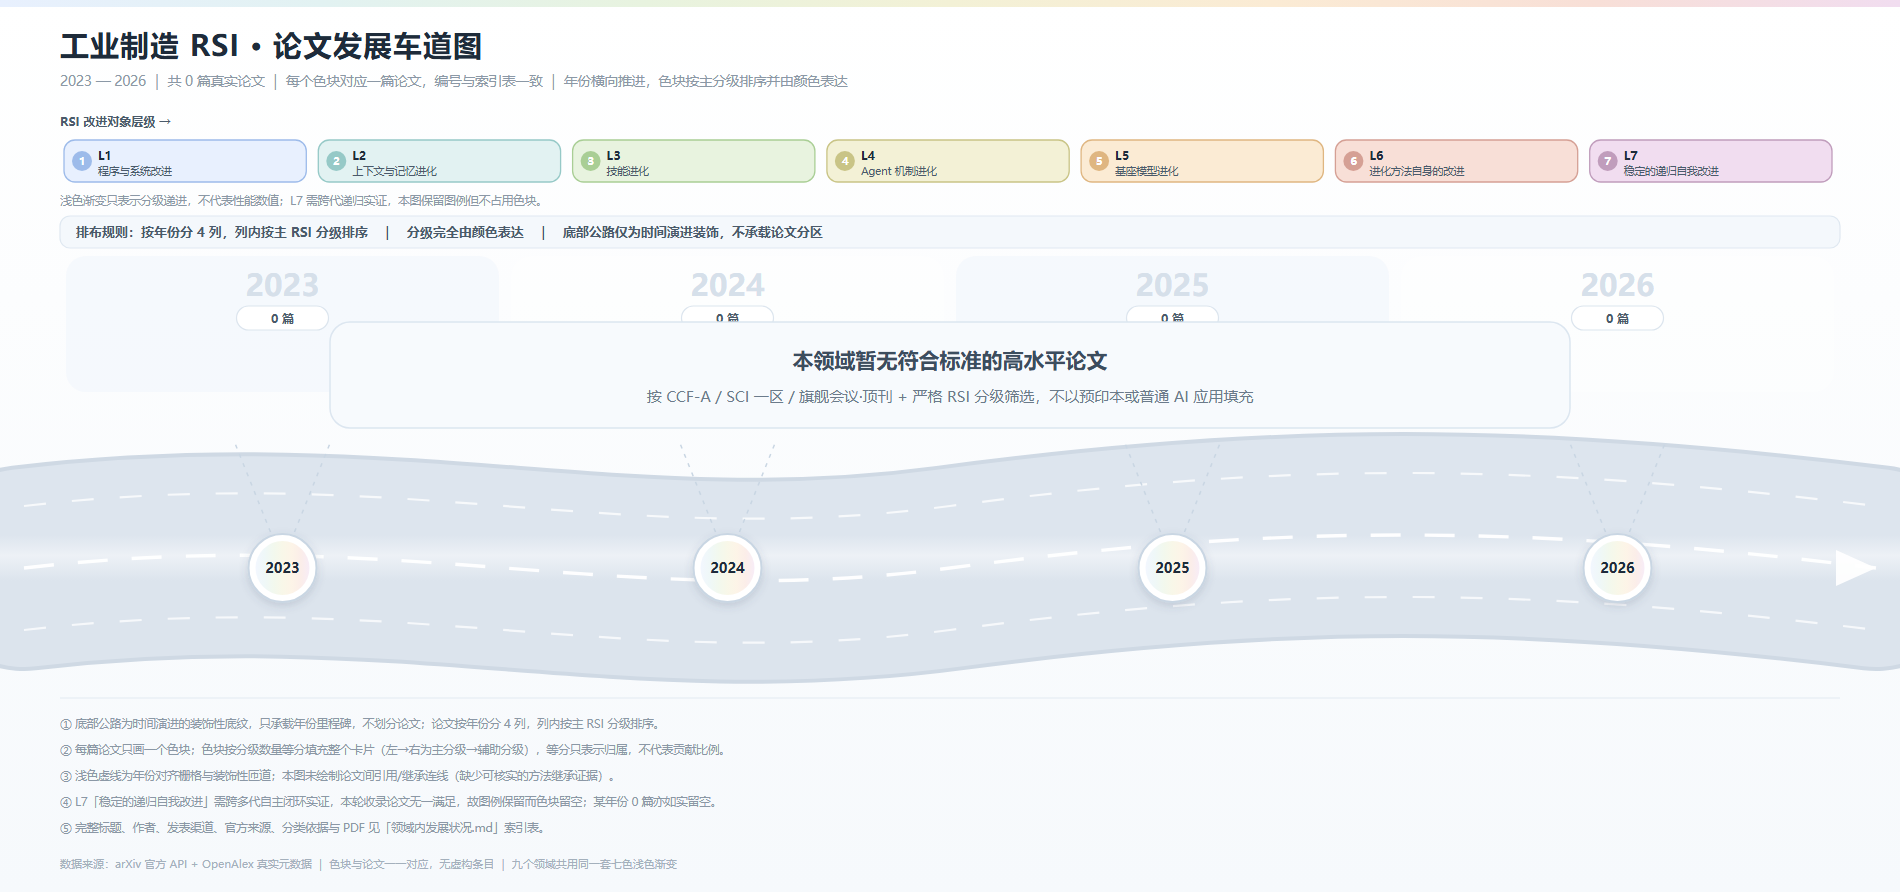 工业制造 RSI · 论文发展车道图
2023 — 2026 │ 共 0 篇真实论文 │ 每个色块对应一篇论文，编号与索引表一致 │ 年份横向推进，色块按主分级排序并由颜色表达
RSI 改进对象层级 →
1 L1 程序与系统改进
2 L2 上下文与记忆进化
3 L3 技能进化
4 L4 Agent 机制进化
5 L5 基座模型进化
6 L6 进化方法自身的改进
7 L7 稳定的递归自我改进
浅色渐变只表示分级递进，不代表性能数值；L7 需跨代递归实证，本图保留图例但不占用色块。
排布规则：按年份分 4 列，列内按主 RSI 分级排序 │ 分级完全由颜色表达 │ 底部公路仅为时间演进装饰，不承载论文分区
2023 2024 2025 2026
0 篇 0 篇 0 篇 0 篇
本领域暂无符合标准的高水平论文
按 CCF-A / SCI 一区 / 旗舰会议·顶刊 + 严格 RSI 分级筛选，不以预印本或普通 AI 应用填充
2023 2024 2025 2026
① 底部公路为时间演进的装饰性底纹，只承载年份里程碑，不划分论文；论文按年份分 4 列，列内按主 RSI 分级排序。
② 每篇论文只画一个色块；色块按分级数量等分填充整个卡片（左→右为主分级→辅助分级），等分只表示归属，不代表贡献比例。
③ 浅色虚线为年份对齐栅格与装饰性匝道；本图未绘制论文间引用/继承连线（缺少可核实的方法继承证据）。
④ L7「稳定的递归自我改进」需跨多代自主闭环实证，本轮收录论文无一满足，故图例保留而色块留空；某年份 0 篇亦如实留空。
⑤ 完整标题、作者、发表渠道、官方来源、分类依据与 PDF 见「领域内发展状况.md」索引表。
数据来源：arXiv 官方 API + OpenAlex 真实元数据 │ 色块与论文一一对应，无虚构条目 │ 九个领域共用同一套七色浅色渐变